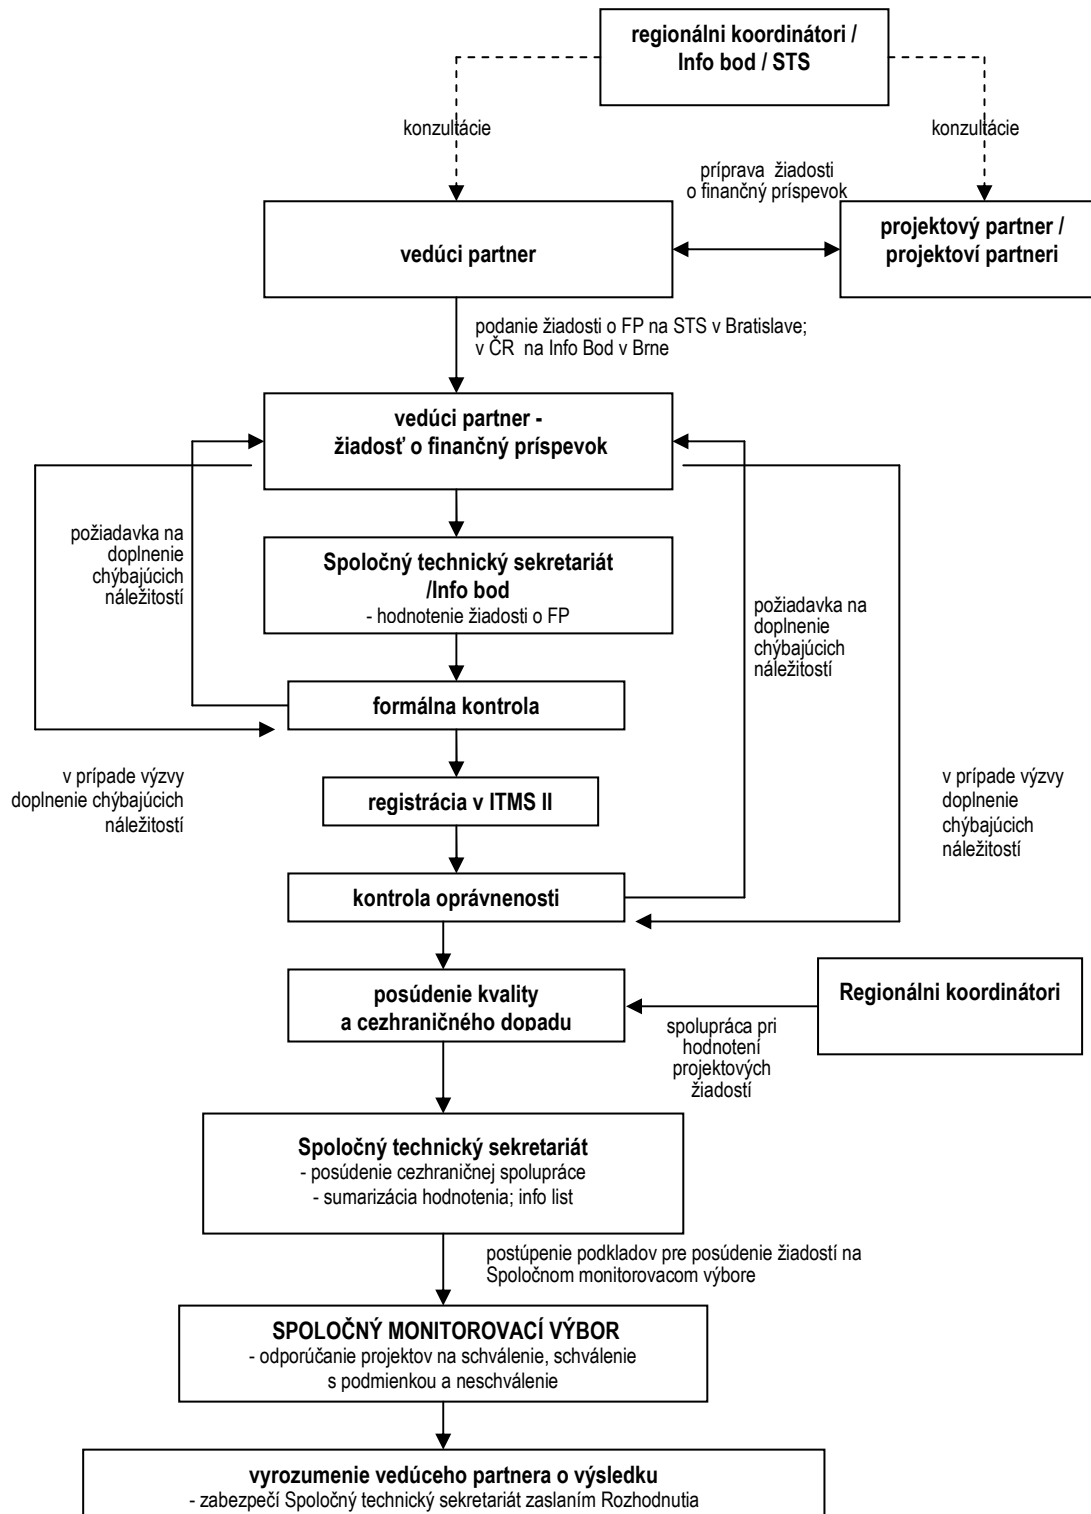 regionálni koordinátori /
Info bod / STS
konzultácie
konzultácie
príprava žiadosti
o finančný príspevok
vedúci partner
projektový partner /
projektoví partneri
podanie žiadosti o FP na STS v Bratislave;
v ČR na Info Bod v Brne
vedúci partner -
žiadosť o finančný príspevok
požiadavka na
doplnenie
chýbajúcich
náležitostí
Spoločný technický sekretariát
/Info bod
- hodnotenie žiadosti o FP
požiadavka na
doplnenie
chýbajúcich
náležitostí
formálna kontrola
v prípade výzvy
doplnenie chýbajúcich
náležitostí
registrácia v ITMS II
v prípade výzvy
doplnenie
chýbajúcich
náležitostí
kontrola oprávnenosti
posúdenie kvality
a cezhraničného dopadu
Regionálni koordinátori
spolupráca pri
hodnotení
projektových
žiadostí
Spoločný technický sekretariát
- posúdenie cezhraničnej spolupráce
- sumarizácia hodnotenia; info list
postúpenie podkladov pre posúdenie žiadostí na
Spoločnom monitorovacom výbore
SPOLOČNÝ MONITOROVACÍ VÝBOR
- odporúčanie projektov na schválenie, schválenie
s podmienkou a neschválenie
vyrozumenie vedúceho partnera o výsledku
- zabezpečí Spoločný technický sekretariát zaslaním Rozhodnutia